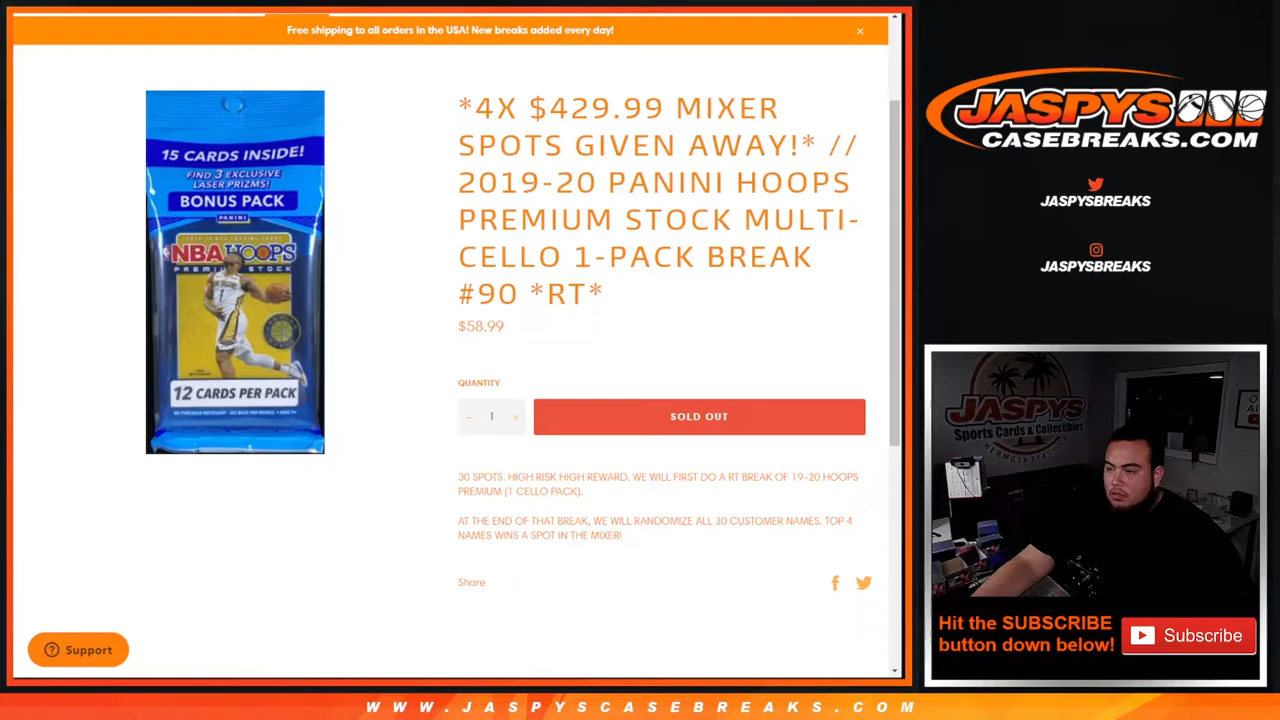 Free shipping to all orders in the USA! New breaks added every day!
×
15 CARDS INSIDE!
FIND 3 EXCLUSIVE
LASER PRIZMS!
BONUS PACK
PANINI
NBA HOOPS
PREMIUM STOCK
12 CARDS PER PACK
*4X $429.99 MIXER
SPOTS GIVEN AWAY!* //
2019-20 PANINI HOOPS
PREMIUM STOCK MULTI-
CELLO 1-PACK BREAK
#90 *RT*
$58.99
QUANTITY
- 1 +
SOLD OUT
30 SPOTS. HIGH RISK HIGH REWARD. WE WILL FIRST DO A RT BREAK OF 19-20 HOOPS
PREMIUM (1 CELLO PACK).
AT THE END OF THAT BREAK, WE WILL RANDOMIZE ALL 30 CUSTOMER NAMES. TOP 4
NAMES WINS A SPOT IN THE MIXER!
Share
Support
JASPYS
CASEBREAKS.COM
JASPYSBREAKS
JASPYSBREAKS
JASPYS
Sports Cards & Collectibles
HERMOSA BEACH
Hit the SUBSCRIBE
button down below!
Subscribe
WWW.JASPYSCASEBREAKS.COM